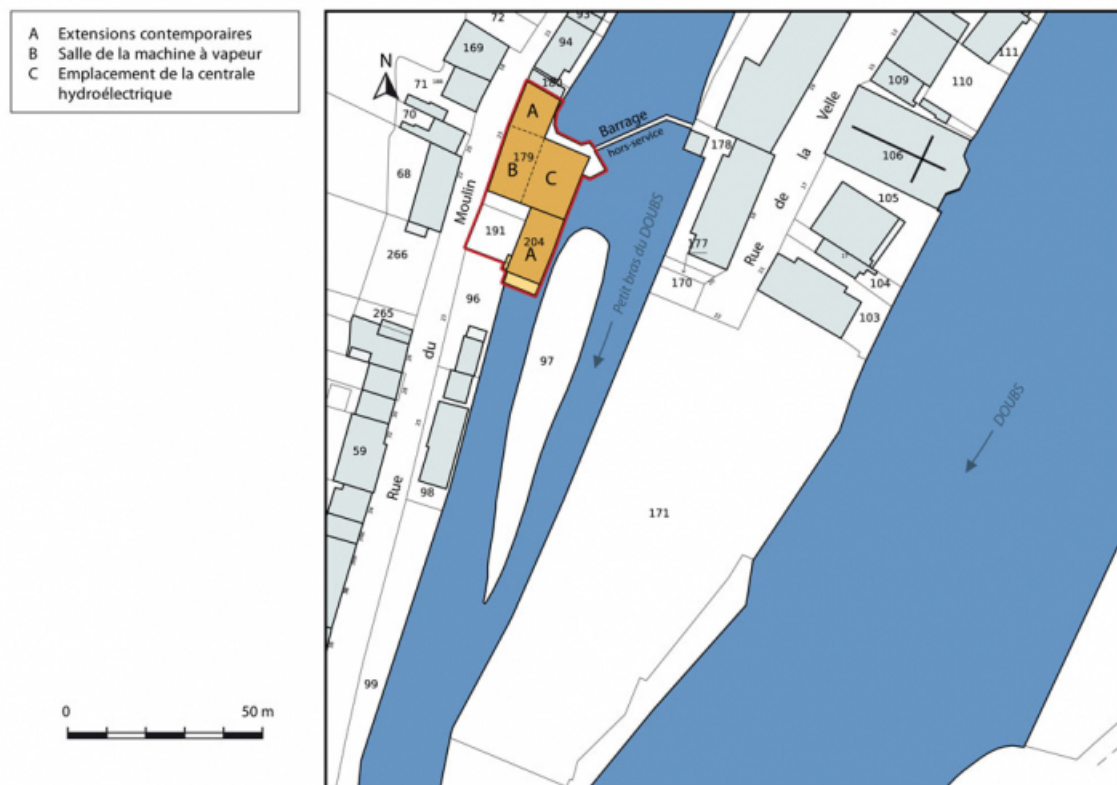 A Extensions contemporaires
B Salle de la machine à vapeur
C Emplacement de la centrale
hydroélectrique
0 50 m
N
72
93
94
169
180
71
70
68
266
265
59
99
98
96
191
A
179
B
C
204
A
97
Moulin
du
Rue
Barrage
hors-service
Petit bras du DOUBS
178
177
170
171
Velle
la
de
Rue
109
110
111
106
105
104
103
DOUBS